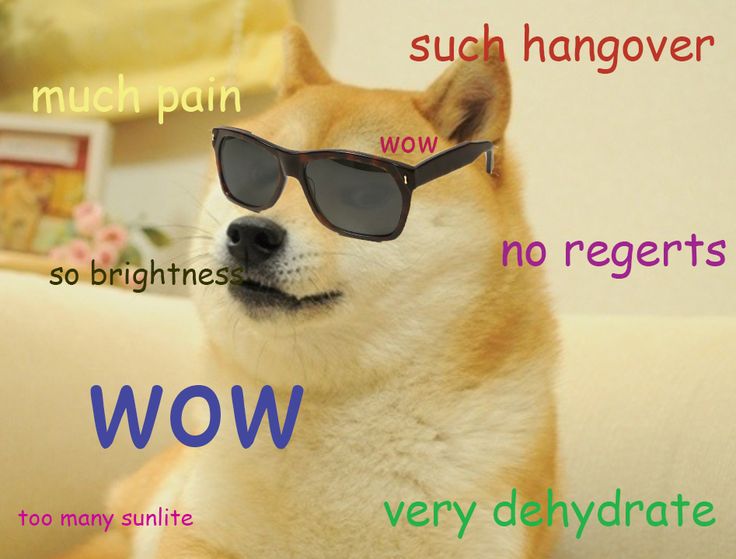 such hangover
much pain
wow
no regerts
so brightness
wow
very dehydrate
too many sunlite